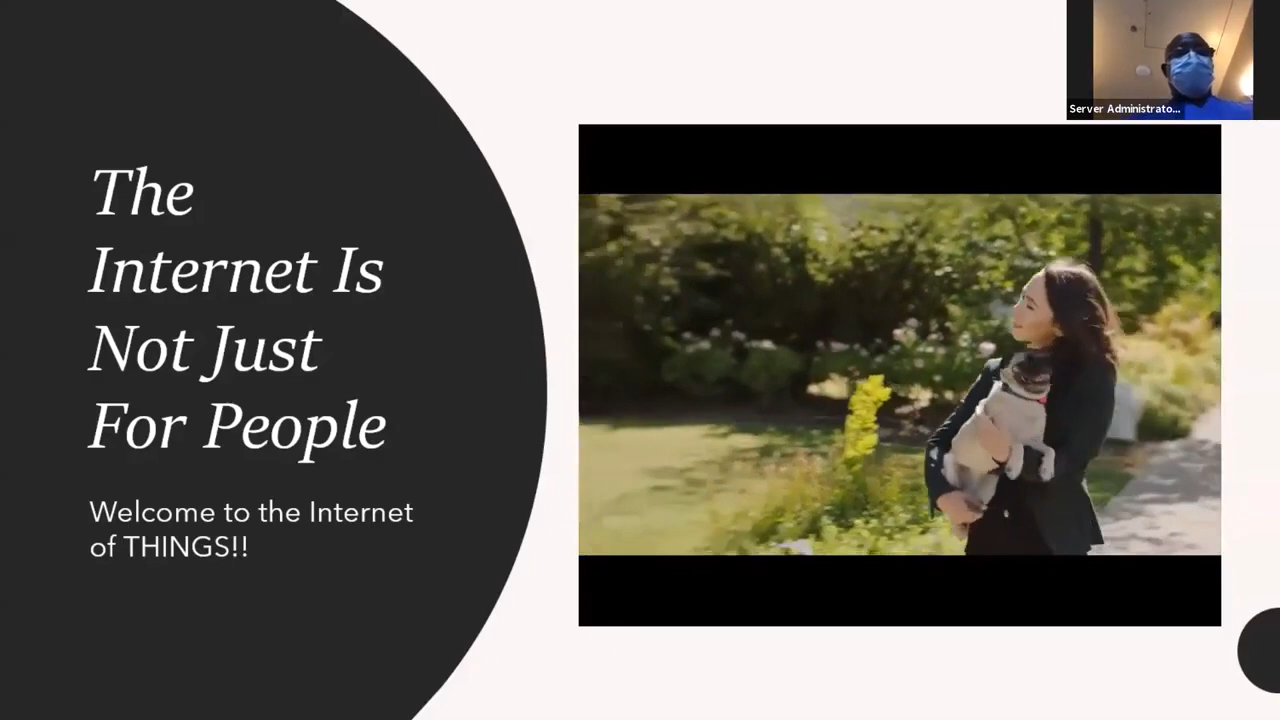 The
Internet Is
Not Just
For People
Welcome to the Internet
of THINGS!!
Server Administrato...